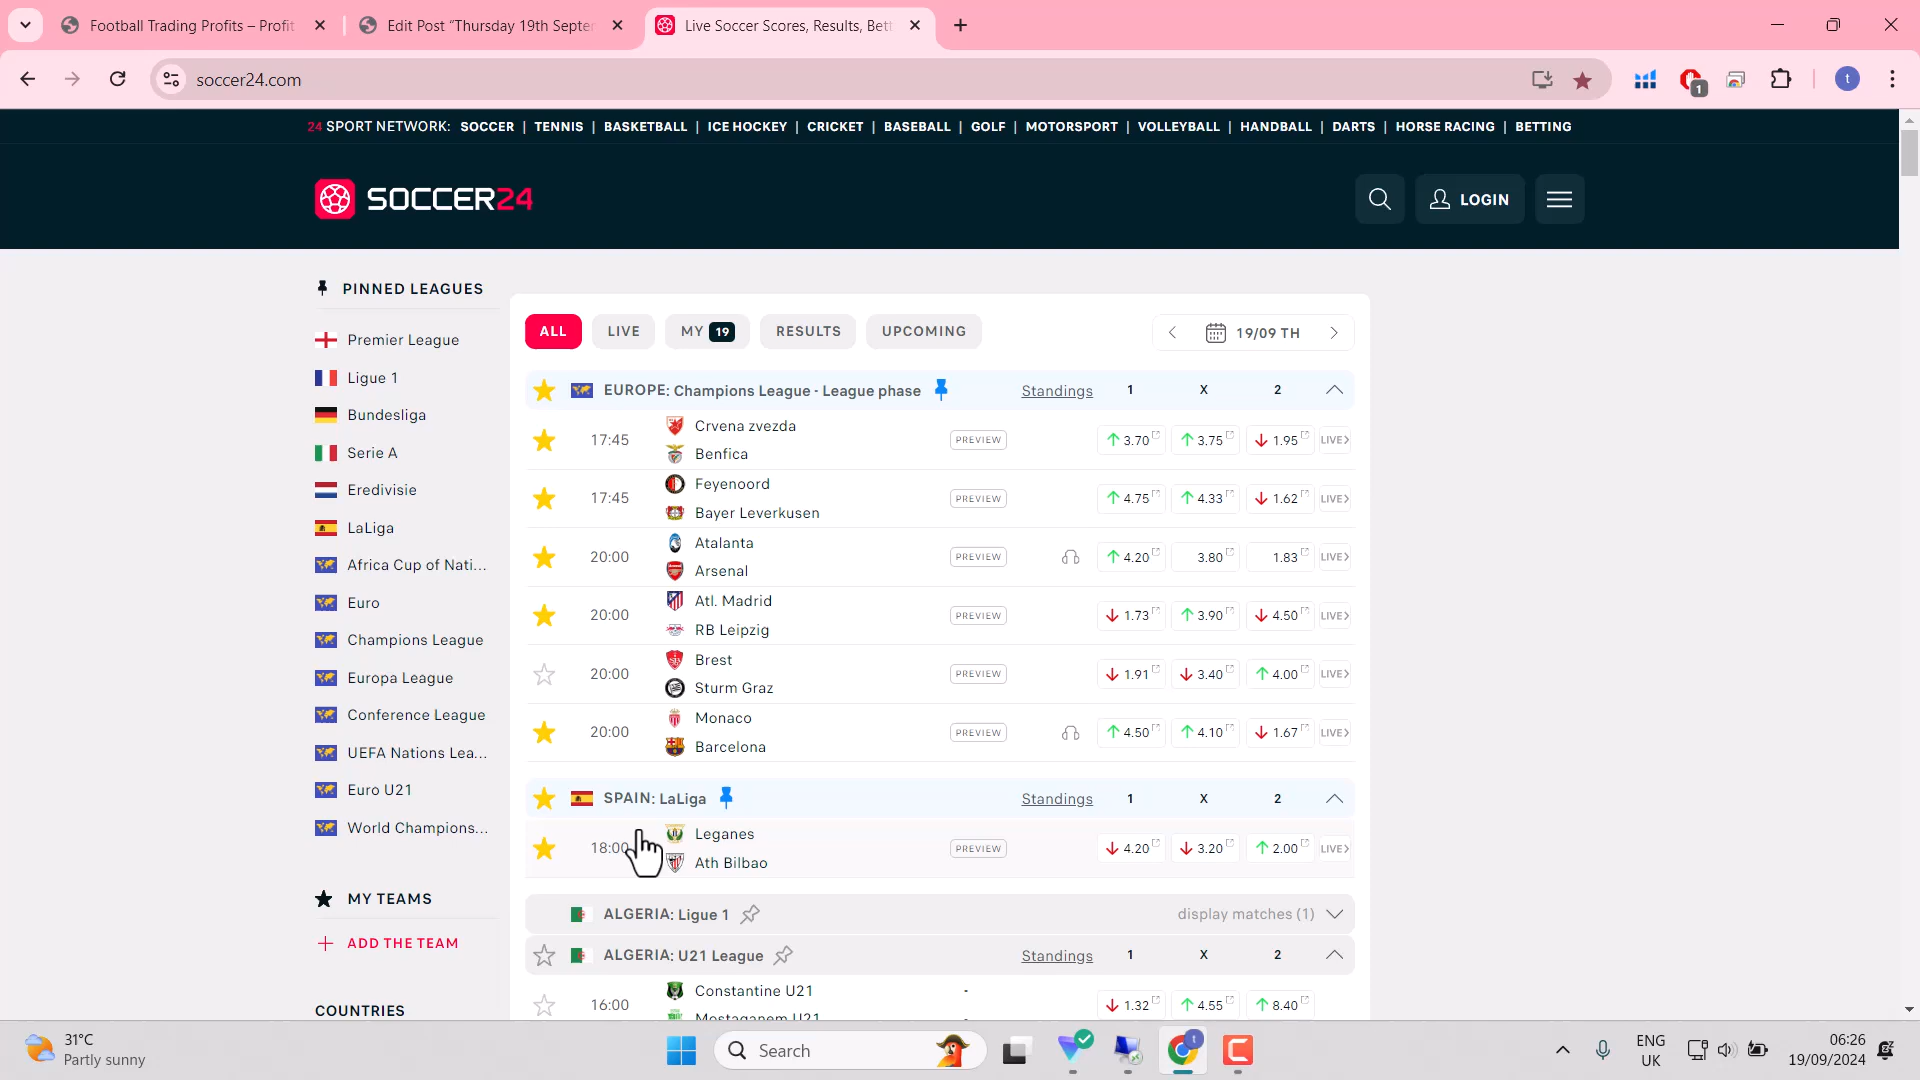 Football Trading Profits – Profit
Edit Post “Thursday 19th Septe
Live Soccer Scores, Results, Bett
soccer24.com
1
t
24 SPORT NETWORK: SOCCER | TENNIS | BASKETBALL | ICE HOCKEY | CRICKET | BASEBALL | GOLF | MOTORSPORT | VOLLEYBALL | HANDBALL | DARTS | HORSE RACING | BETTING
SOCCER24
LOGIN
PINNED LEAGUES
Premier League
Ligue 1
Bundesliga
Serie A
Eredivisie
LaLiga
Africa Cup of Nati...
Euro
Champions League
Europa League
Conference League
UEFA Nations Lea...
Euro U21
World Champions...
MY TEAMS
ADD THE TEAM
COUNTRIES
ALL LIVE MY 19 RESULTS UPCOMING 19/09 TH
EUROPE: Champions League - League phase Standings 1 X 2
17:45 Crvena zvezda PREVIEW 3.70 3.75 1.95 LIVE
Benfica
17:45 Feyenoord PREVIEW 4.75 4.33 1.62 LIVE
Bayer Leverkusen
20:00 Atalanta PREVIEW 4.20 3.80 1.83 LIVE
Arsenal
20:00 Atl. Madrid PREVIEW 1.73 3.90 4.50 LIVE
RB Leipzig
20:00 Brest PREVIEW 1.91 3.40 4.00 LIVE
Sturm Graz
20:00 Monaco PREVIEW 4.50 4.10 1.67 LIVE
Barcelona
SPAIN: LaLiga Standings 1 X 2
18:00 Leganes PREVIEW 4.20 3.20 2.00 LIVE
Ath Bilbao
ALGERIA: Ligue 1 display matches (1)
ALGERIA: U21 League Standings 1 X 2
16:00 Constantine U21 - 1.32 4.55 8.40
Mostaganem U21 -
31°C
Partly sunny
Search
t
ENG
UK
06:26
19/09/2024